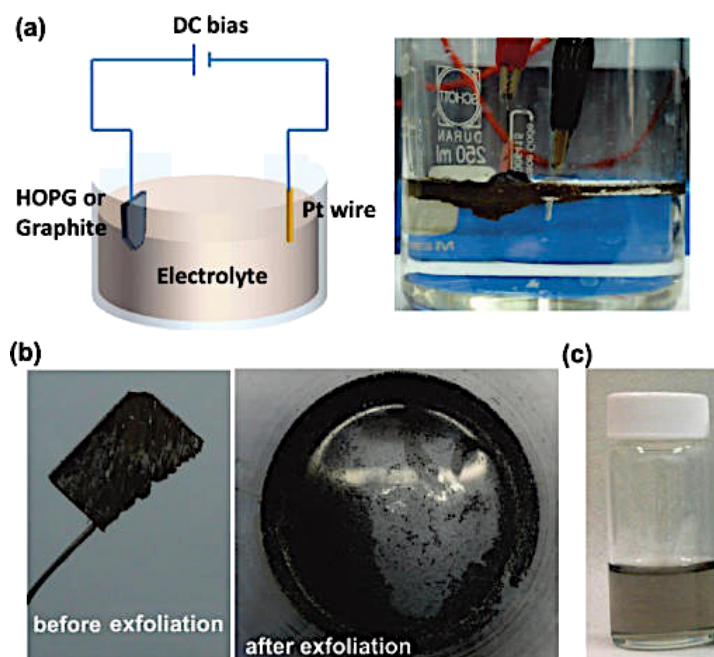 (a)
DC bias
HOPG or
Graphite
Pt wire
Electrolyte
SCHOTT
DURAN
250 ml
(b)
before exfoliation
after exfoliation
(c)